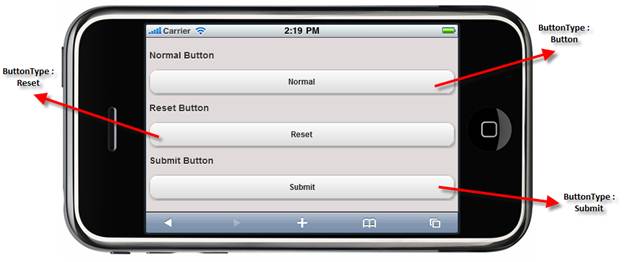 Carrier
2:19 PM
Normal Button
Normal
Reset Button
Reset
Submit Button
Submit
ButtonType :
Button
ButtonType :
Reset
ButtonType :
Submit